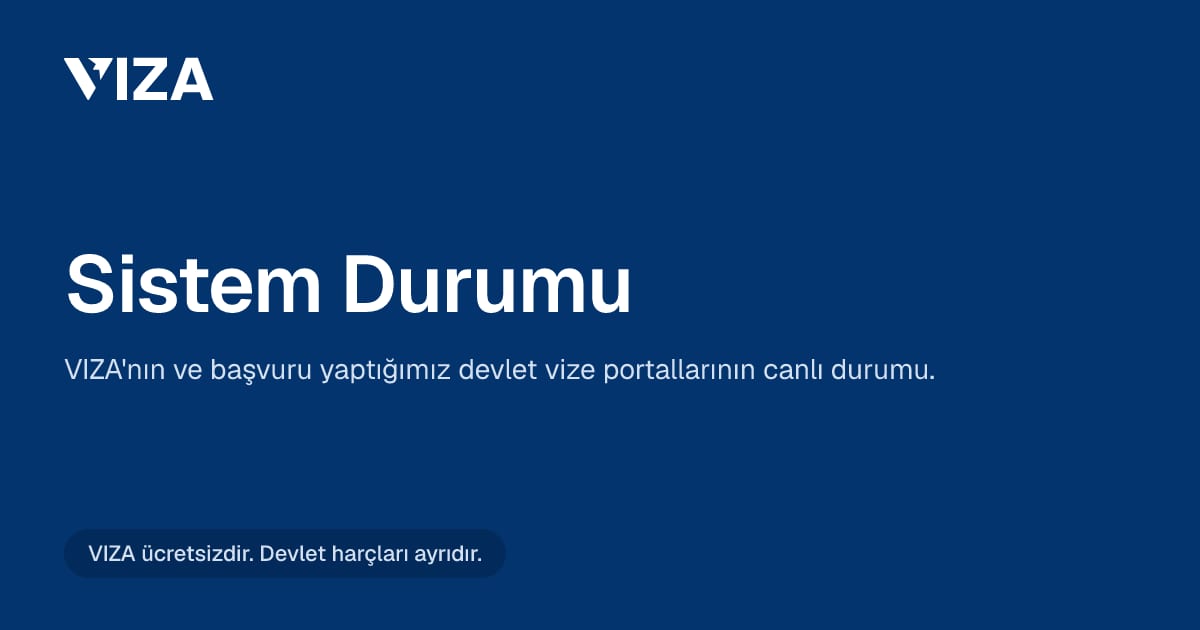 VIZA
Sistem Durumu
VIZA'nın ve başvuru yaptığımız devlet vize portallarının canlı durumu.
VIZA ücretsizdir. Devlet harçları ayrıdır.